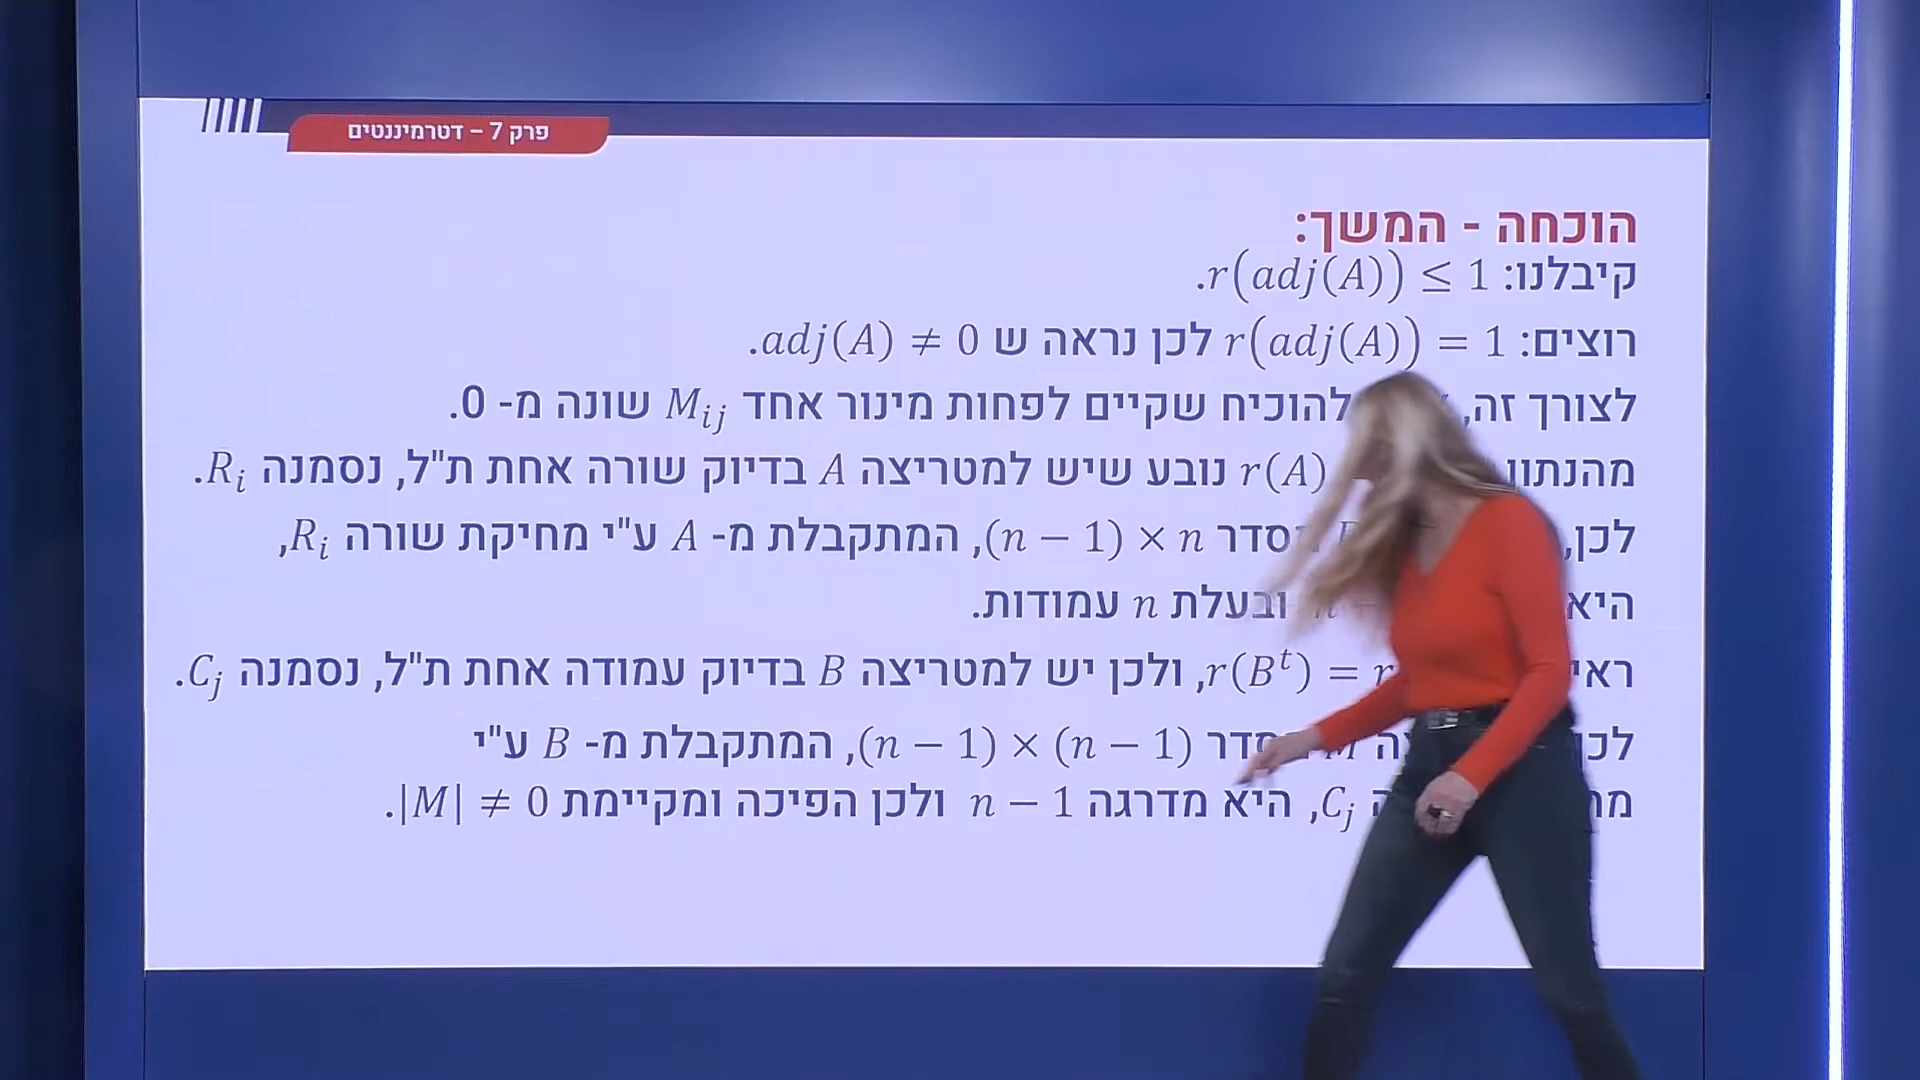 פרק 7 – דטרמיננטים
הוכחה - המשך:
קיבלנו: r(adj(A)) ≤ 1.
רוצים: r(adj(A)) = 1 לכן נראה ש adj(A) ≠ 0.
לצורך זה, להוכיח שקיים לפחות מינור אחד M_{ij} שונה מ- 0.
r(A) נובע שיש למטריצה A בדיוק שורה אחת ת"ל, נסמנה R_i.
לכן, (n − 1) × n, המתקבלת מ- A ע"י מחיקת שורה R_i,
היא ובעלת n עמודות.
r(B^t) = r, ולכן יש למטריצה B בדיוק עמודה אחת ת"ל, נסמנה C_j.
(n − 1) × (n − 1), המתקבלת מ- B ע"י
C_j, היא מדרגה n − 1 ולכן הפיכה ומקיימת |M| ≠ 0.